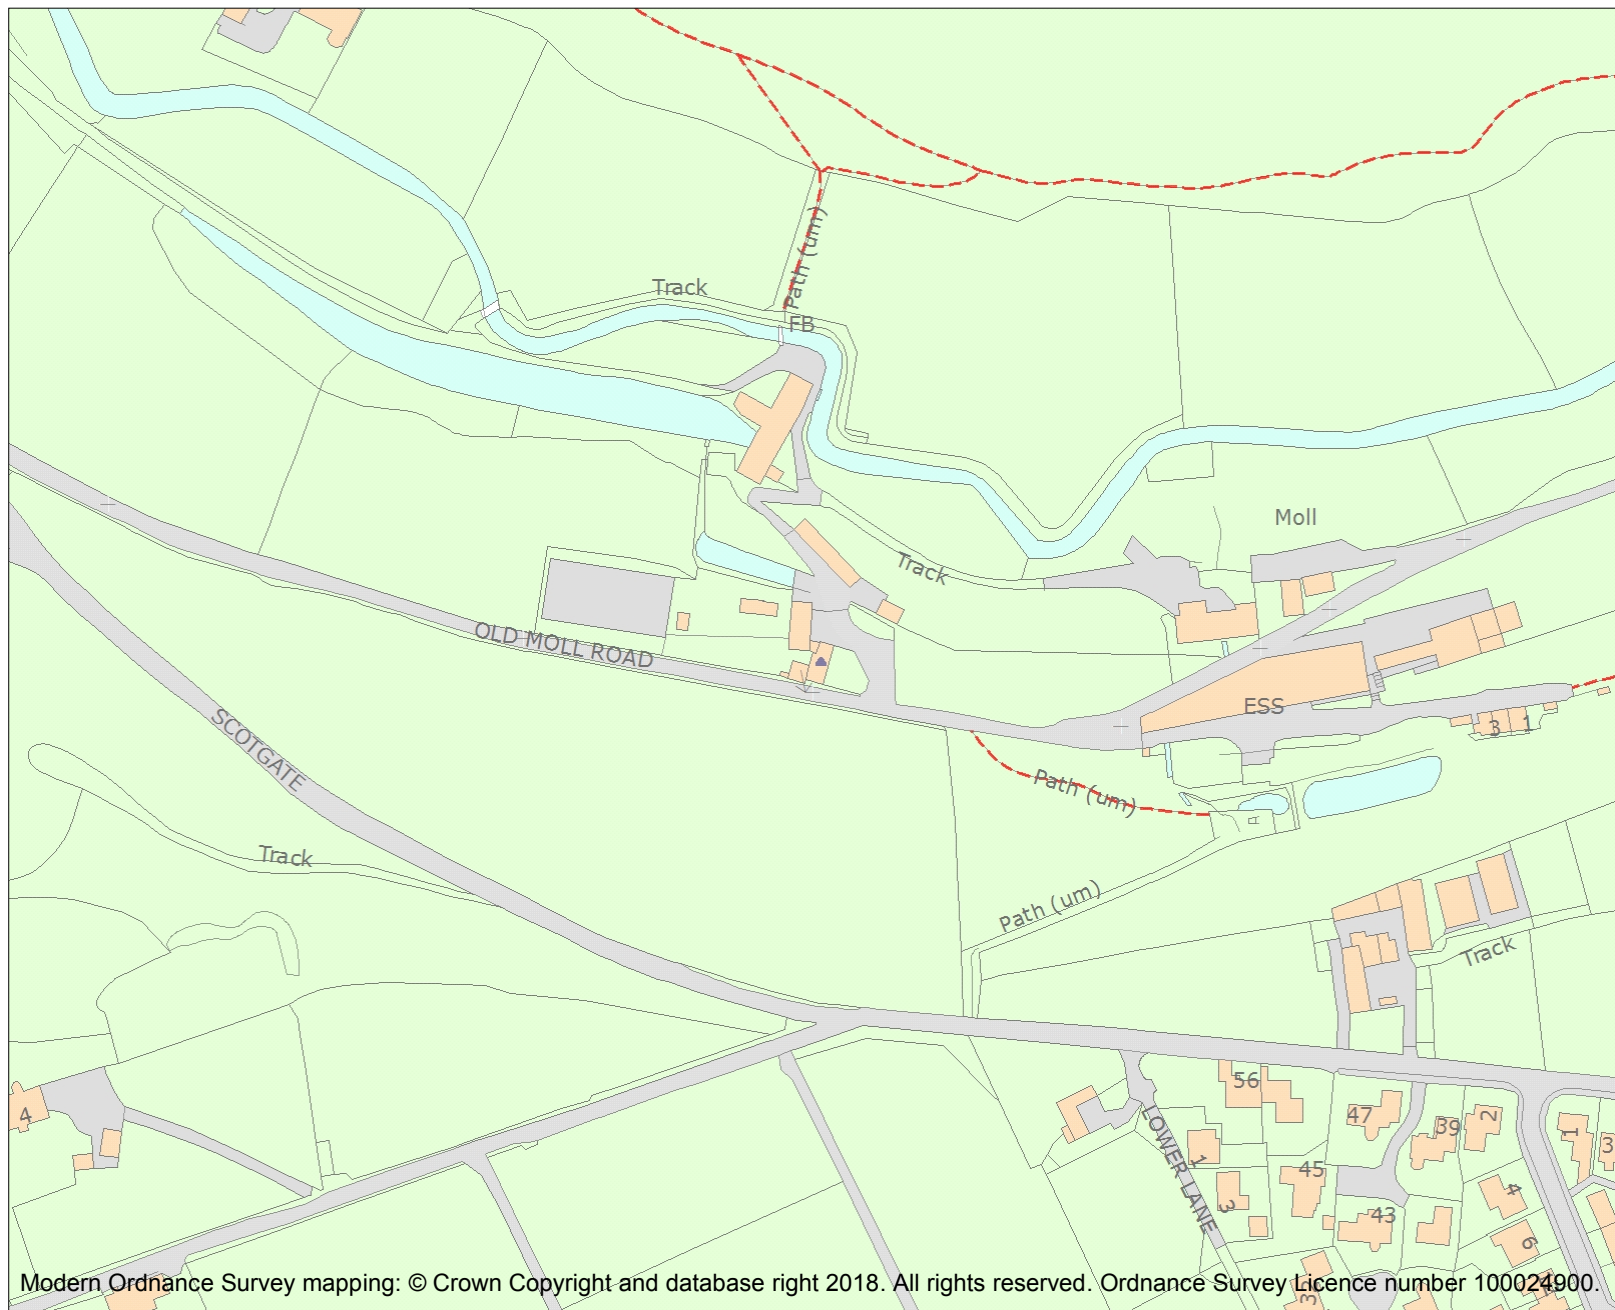 Track
Path (um)
FB
Moll
Track
OLD MOLL ROAD
ESS
3
1
SCOTGATE
Path (um)
Track
Path (um)
Track
4
56
47
39
2
1
3
LOWER LANE
1
45
4
3
43
6
Modern Ordnance Survey mapping: © Crown Copyright and database right 2018. All rights reserved. Ordnance Survey Licence number 100024900.